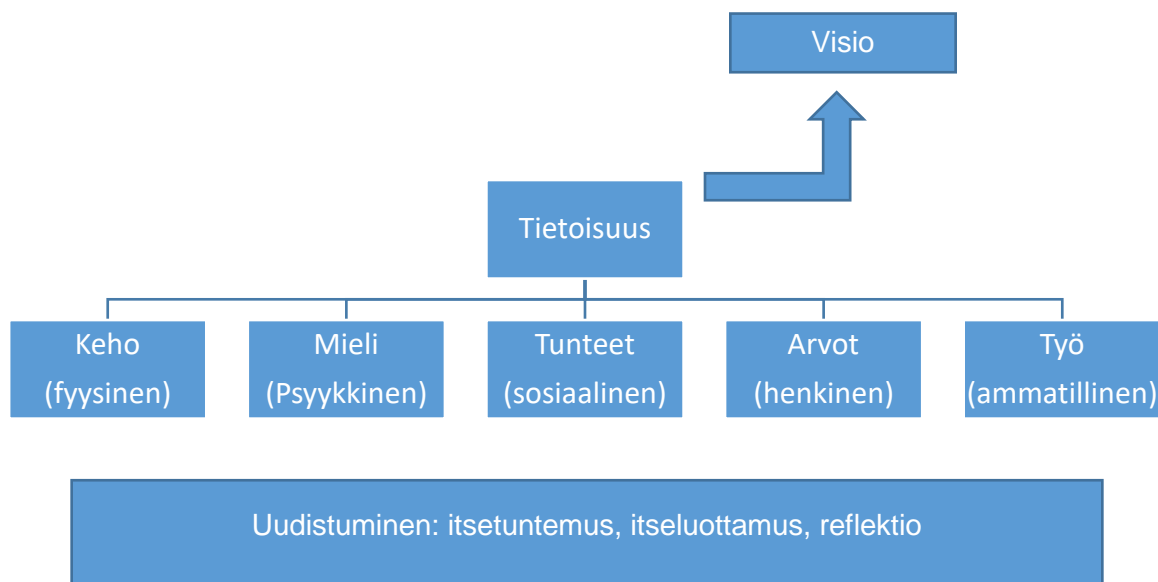 Visio
Tietoisuus
Keho
(fyysinen)
Mieli
(Psyykkinen)
Tunteet
(sosiaalinen)
Arvot
(henkinen)
Työ
(ammatillinen)
Uudistuminen: itsetuntemus, itseluottamus, reflektio